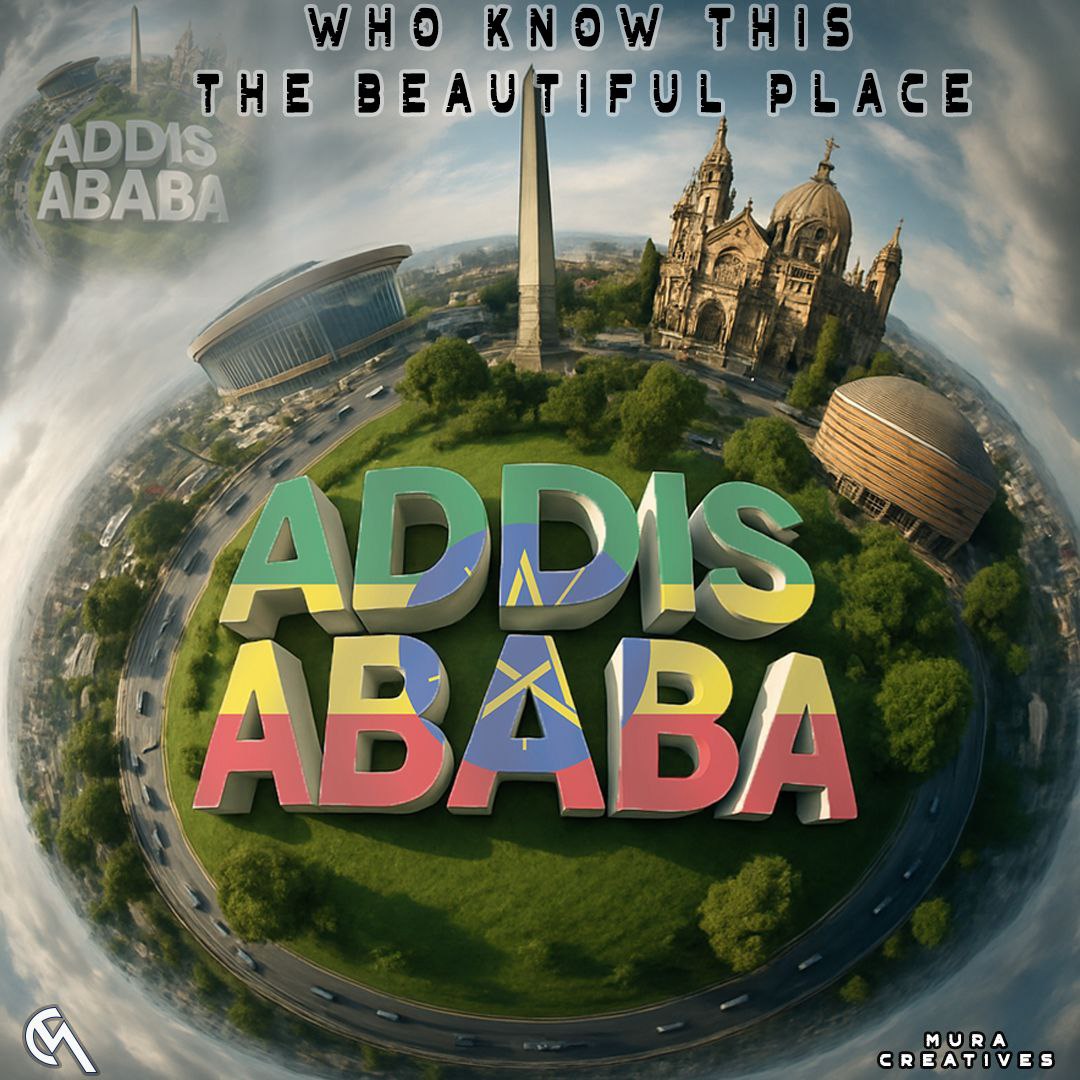 WHO KNOW THIS
THE BEAUTIFUL PLACE
ADDIS
ABABA
ADDIS
ABABA
MURA
CREATIVES